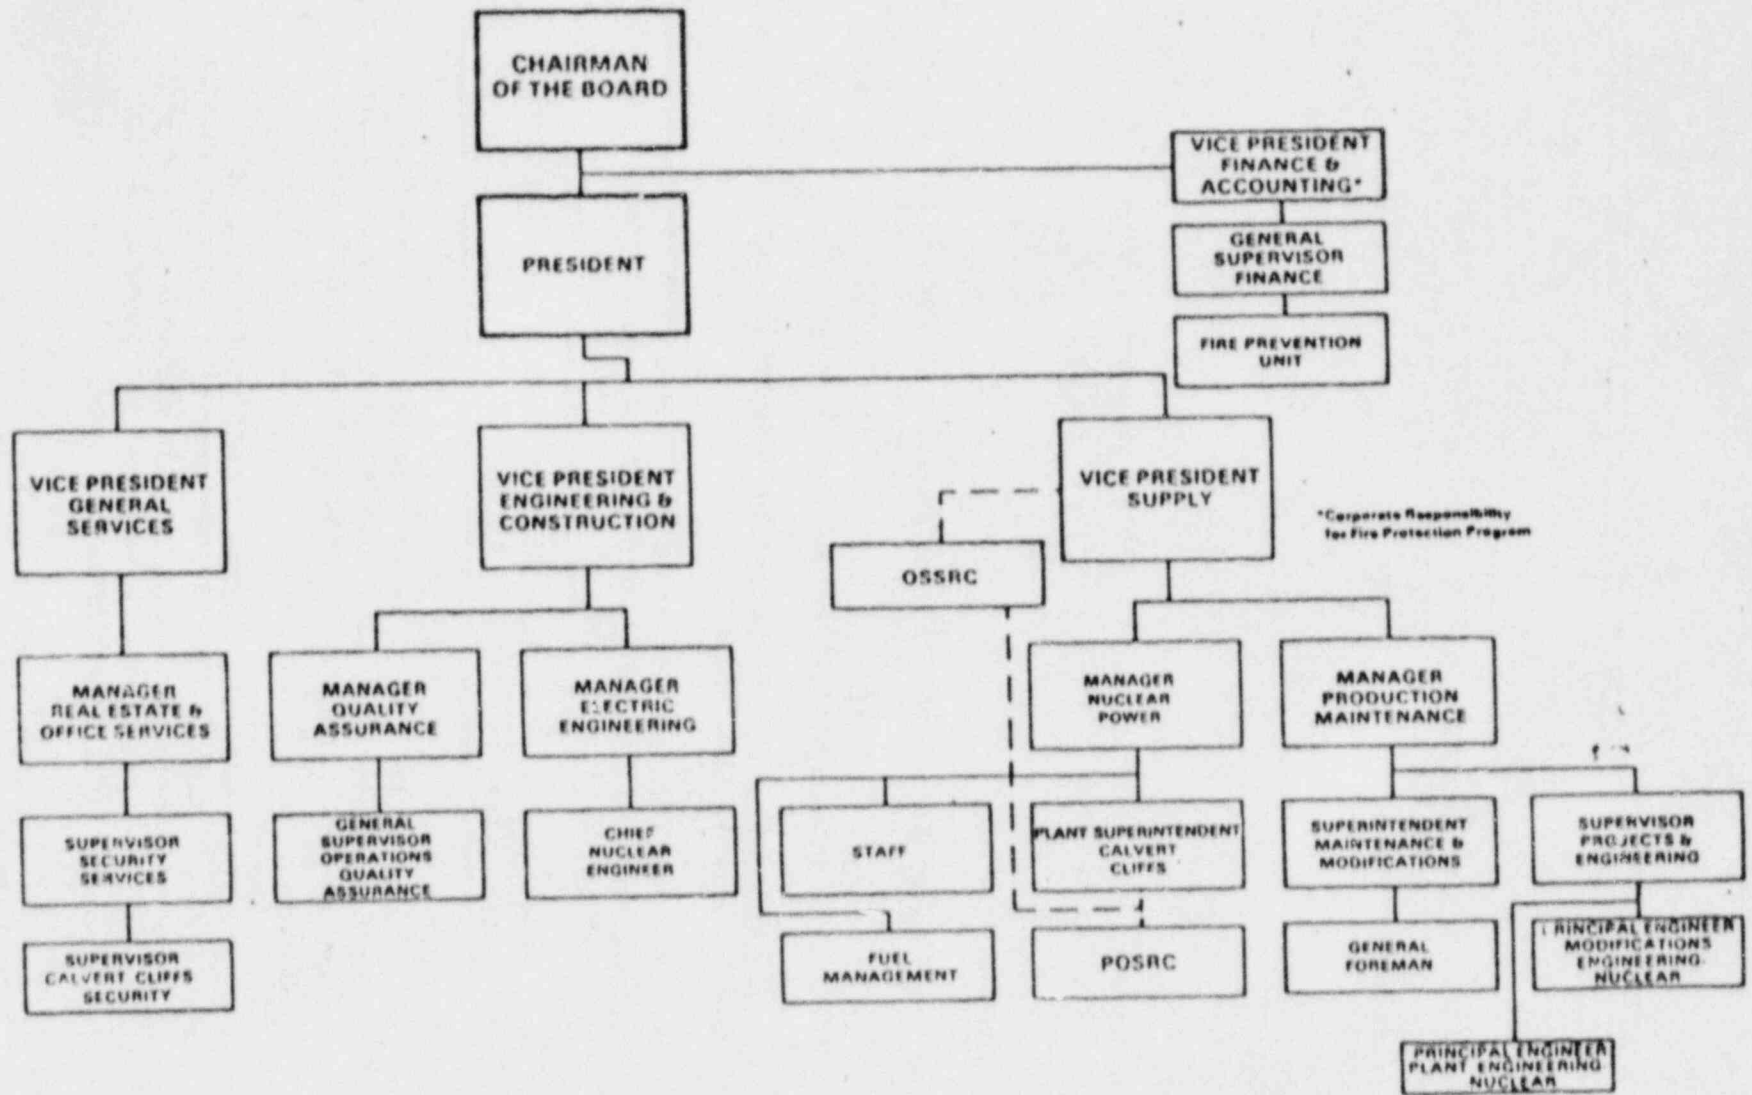 CHAIRMAN
OF THE BOARD
VICE PRESIDENT
FINANCE &
ACCOUNTING*
PRESIDENT
GENERAL
SUPERVISOR
FINANCE
FIRE PREVENTION
UNIT
VICE PRESIDENT
GENERAL
SERVICES
VICE PRESIDENT
ENGINEERING &
CONSTRUCTION
VICE PRESIDENT
SUPPLY
*Corporate Responsibility
for Fire Protection Program
OSSRC
MANAGER
REAL ESTATE &
OFFICE SERVICES
MANAGER
QUALITY
ASSURANCE
MANAGER
ELECTRIC
ENGINEERING
MANAGER
NUCLEAR
POWER
MANAGER
PRODUCTION
MAINTENANCE
SUPERVISOR
SECURITY
SERVICES
GENERAL
SUPERVISOR
OPERATIONS
QUALITY
ASSURANCE
CHIEF
NUCLEAR
ENGINEER
STAFF
PLANT SUPERINTENDENT
CALVERT
CLIFFS
SUPERINTENDENT
MAINTENANCE &
MODIFICATIONS
SUPERVISOR
PROJECTS &
ENGINEERING
SUPERVISOR
CALVERT CLIFFS
SECURITY
FUEL
MANAGEMENT
POSRC
GENERAL
FOREMAN
PRINCIPAL ENGINEER
MODIFICATIONS
ENGINEERING-
NUCLEAR
PRINCIPAL ENGINEER
PLANT ENGINEERING-
NUCLEAR